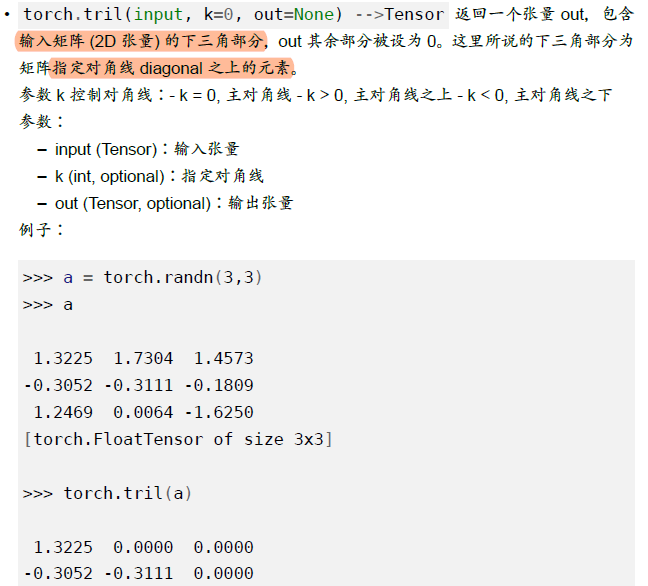 • torch.tril(input, k=0, out=None) -->Tensor 返回一个张量 out，包含
输入矩阵 (2D 张量) 的下三角部分，out 其余部分被设为 0。这里所说的下三角部分为
矩阵指定对角线 diagonal 之上的元素。
参数 k 控制对角线：- k = 0, 主对角线 - k > 0, 主对角线之上 - k < 0, 主对角线之下
参数：
– input (Tensor)：输入张量
– k (int, optional)：指定对角线
– out (Tensor, optional)：输出张量
例子：
>>> a = torch.randn(3,3)
>>> a
1.3225 1.7304 1.4573
-0.3052 -0.3111 -0.1809
1.2469 0.0064 -1.6250
[torch.FloatTensor of size 3x3]
>>> torch.tril(a)
1.3225 0.0000 0.0000
-0.3052 -0.3111 0.0000